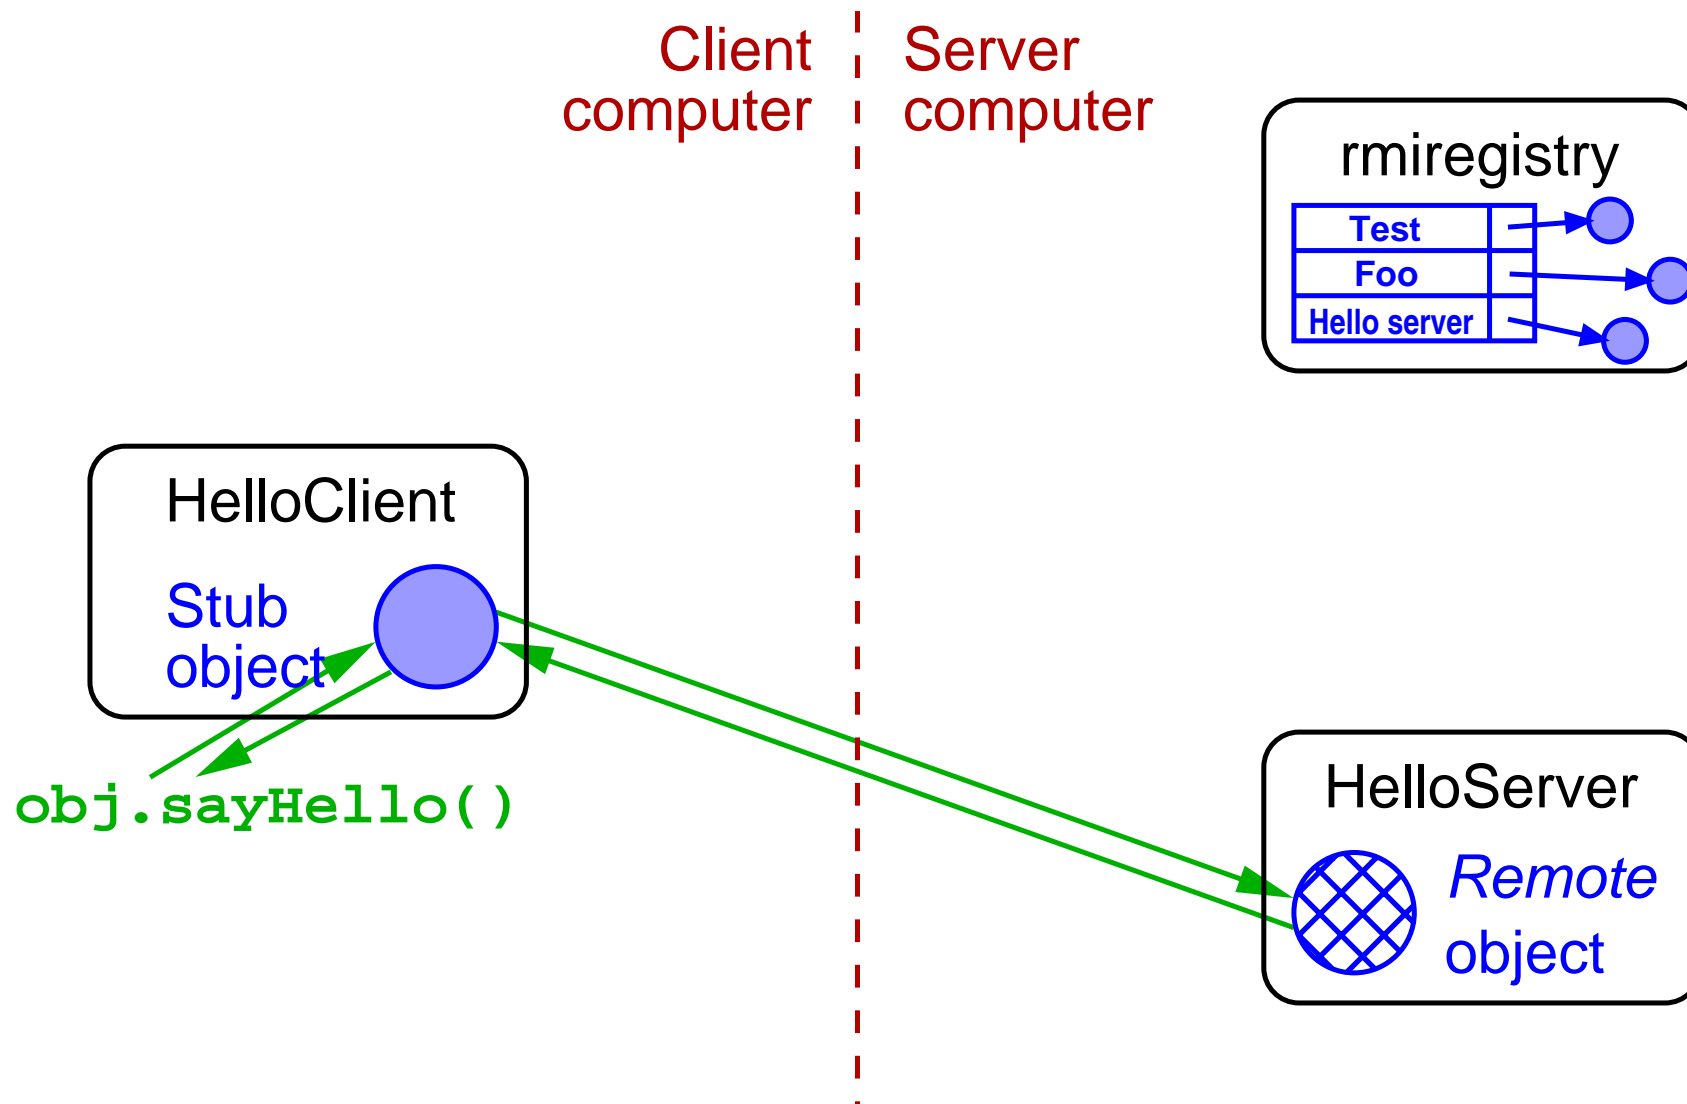 Client
computer
Server
computer
rmiregistry
Test
Foo
Hello server
HelloClient
Stub
object
obj.sayHello()
HelloServer
Remote
object